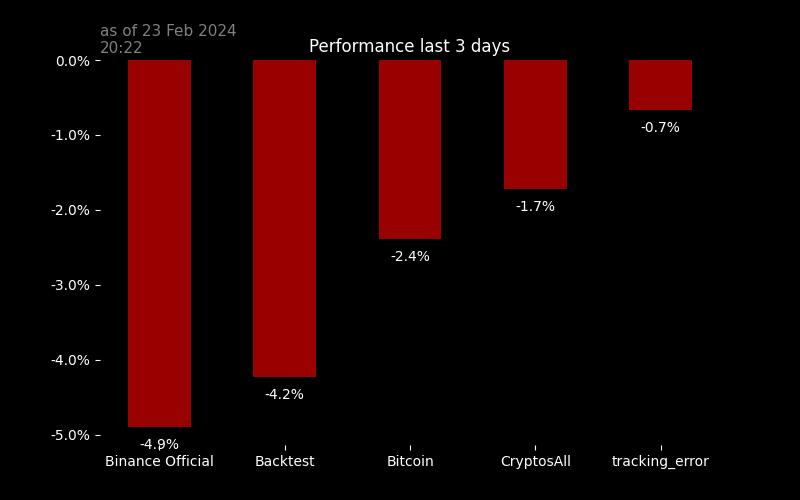 as of 23 Feb 2024
20:22
Performance last 3 days
0.0%
-1.0%
-2.0%
-3.0%
-4.0%
-5.0%
-4.9%
-4.2%
-2.4%
-1.7%
-0.7%
Binance Official
Backtest
Bitcoin
CryptosAll
tracking_error